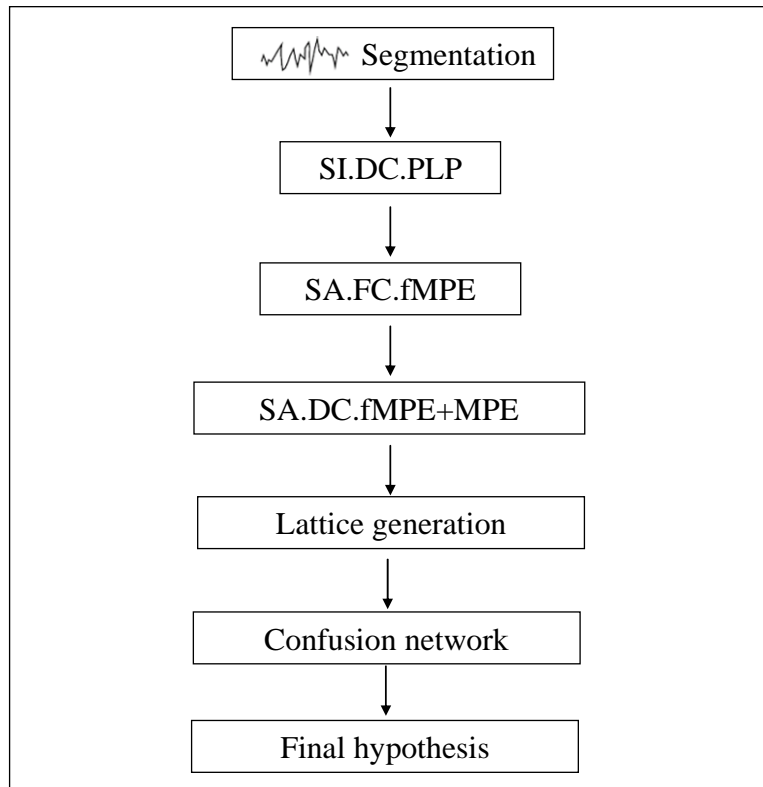 Segmentation
SI.DC.PLP
SA.FC.fMPE
SA.DC.fMPE+MPE
Lattice generation
Confusion network
Final hypothesis